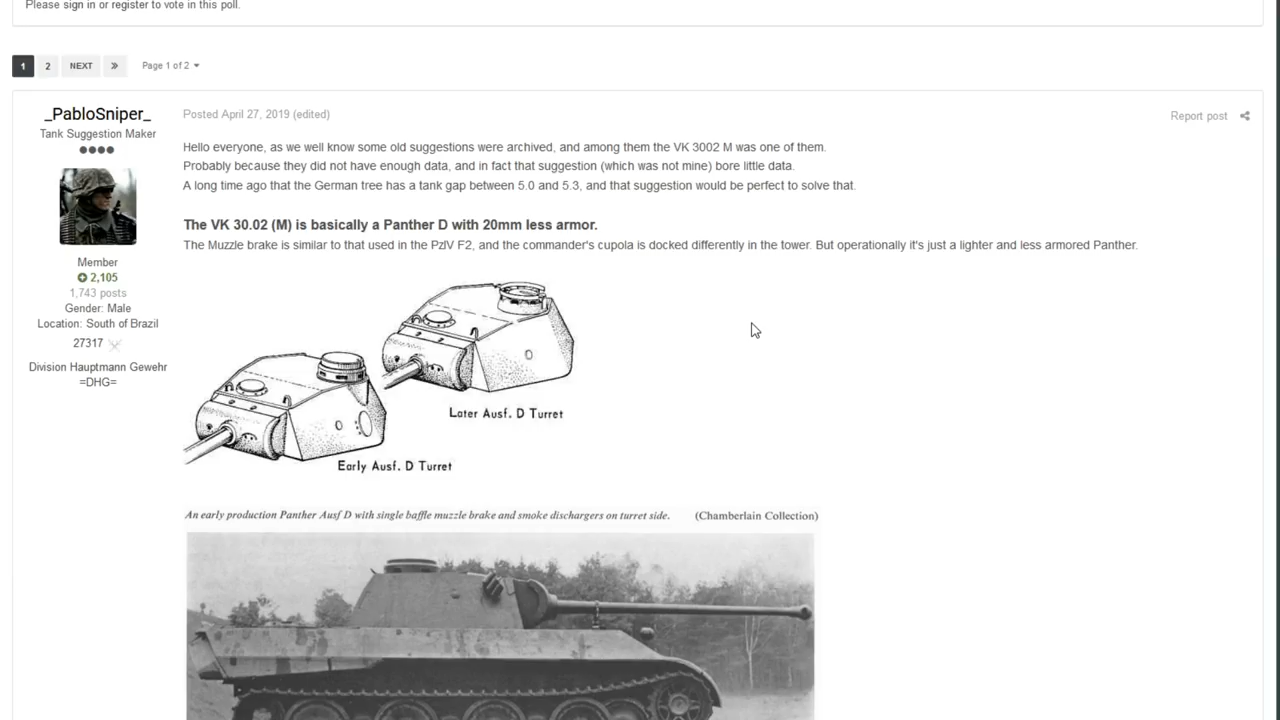 Please sign in or register to vote in this poll.
1 2 NEXT » Page 1 of 2
_PabloSniper_
Tank Suggestion Maker
Member
2,105
1,743 posts
Gender: Male
Location: South of Brazil
27317
Division Hauptmann Gewehr
=DHG=
Posted April 27, 2019 (edited)
Report post
Hello everyone, as we well know some old suggestions were archived, and among them the VK 3002 M was one of them.
Probably because they did not have enough data, and in fact that suggestion (which was not mine) bore little data.
A long time ago that the German tree has a tank gap between 5.0 and 5.3, and that suggestion would be perfect to solve that.
The VK 30.02 (M) is basically a Panther D with 20mm less armor.
The Muzzle brake is similar to that used in the PzIV F2, and the commander's cupola is docked differently in the tower. But operationally it's just a lighter and less armored Panther.
Later Ausf. D Turret
Early Ausf. D Turret
An early production Panther Ausf D with single baffle muzzle brake and smoke dischargers on turret side. (Chamberlain Collection)